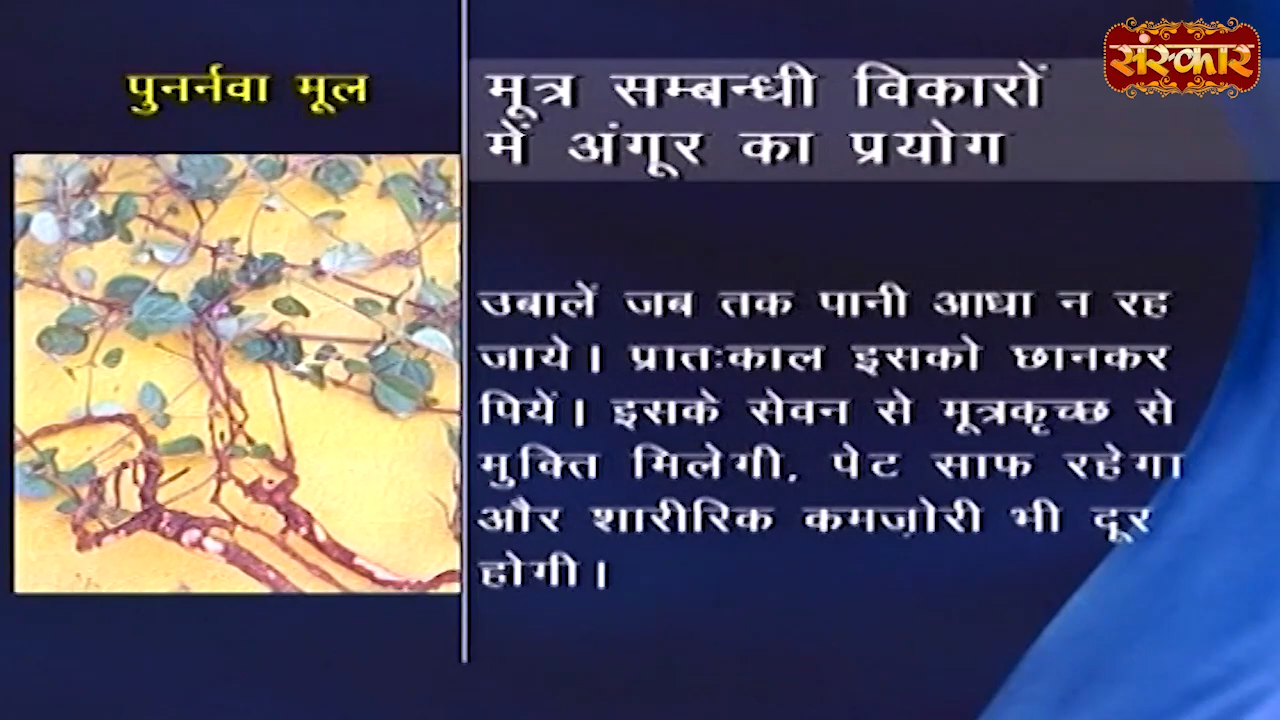 पुनर्नवा मूल
मूत्र सम्बन्धी विकारों
में अंगूर का प्रयोग
संस्कार
उबालें जब तक पानी आधा न रह
जाये। प्रातःकाल इसको छानकर
पियें। इसके सेवन से मूत्रकृच्छ से
मुक्ति मिलेगी, पेट साफ रहेगा
और शारीरिक कमज़ोरी भी दूर
होगी।